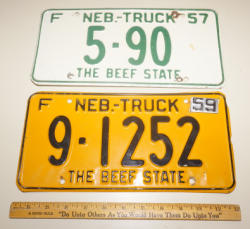 F NEB.-TRUCK 57
5-90
THE BEEF STATE
F NEB.-TRUCK 59
9-1252
THE BEEF STATE
"Do Unto Others As You Would Have Them Do Unto You"